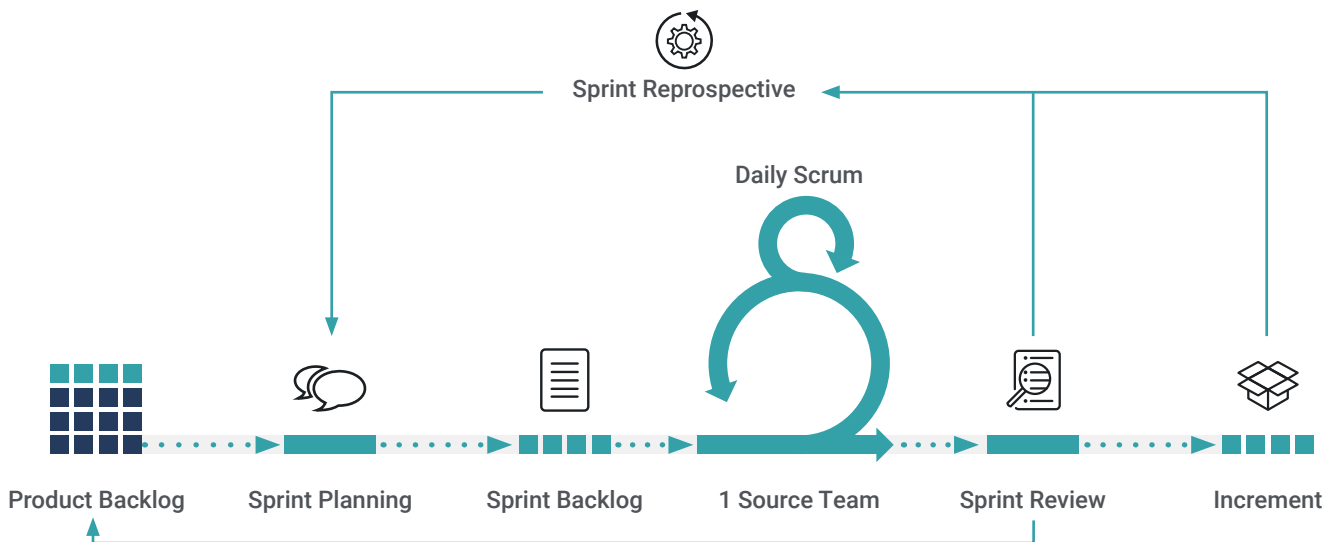 Sprint Reprospective
Daily Scrum
Product Backlog
Sprint Planning
Sprint Backlog
1 Source Team
Sprint Review
Increment